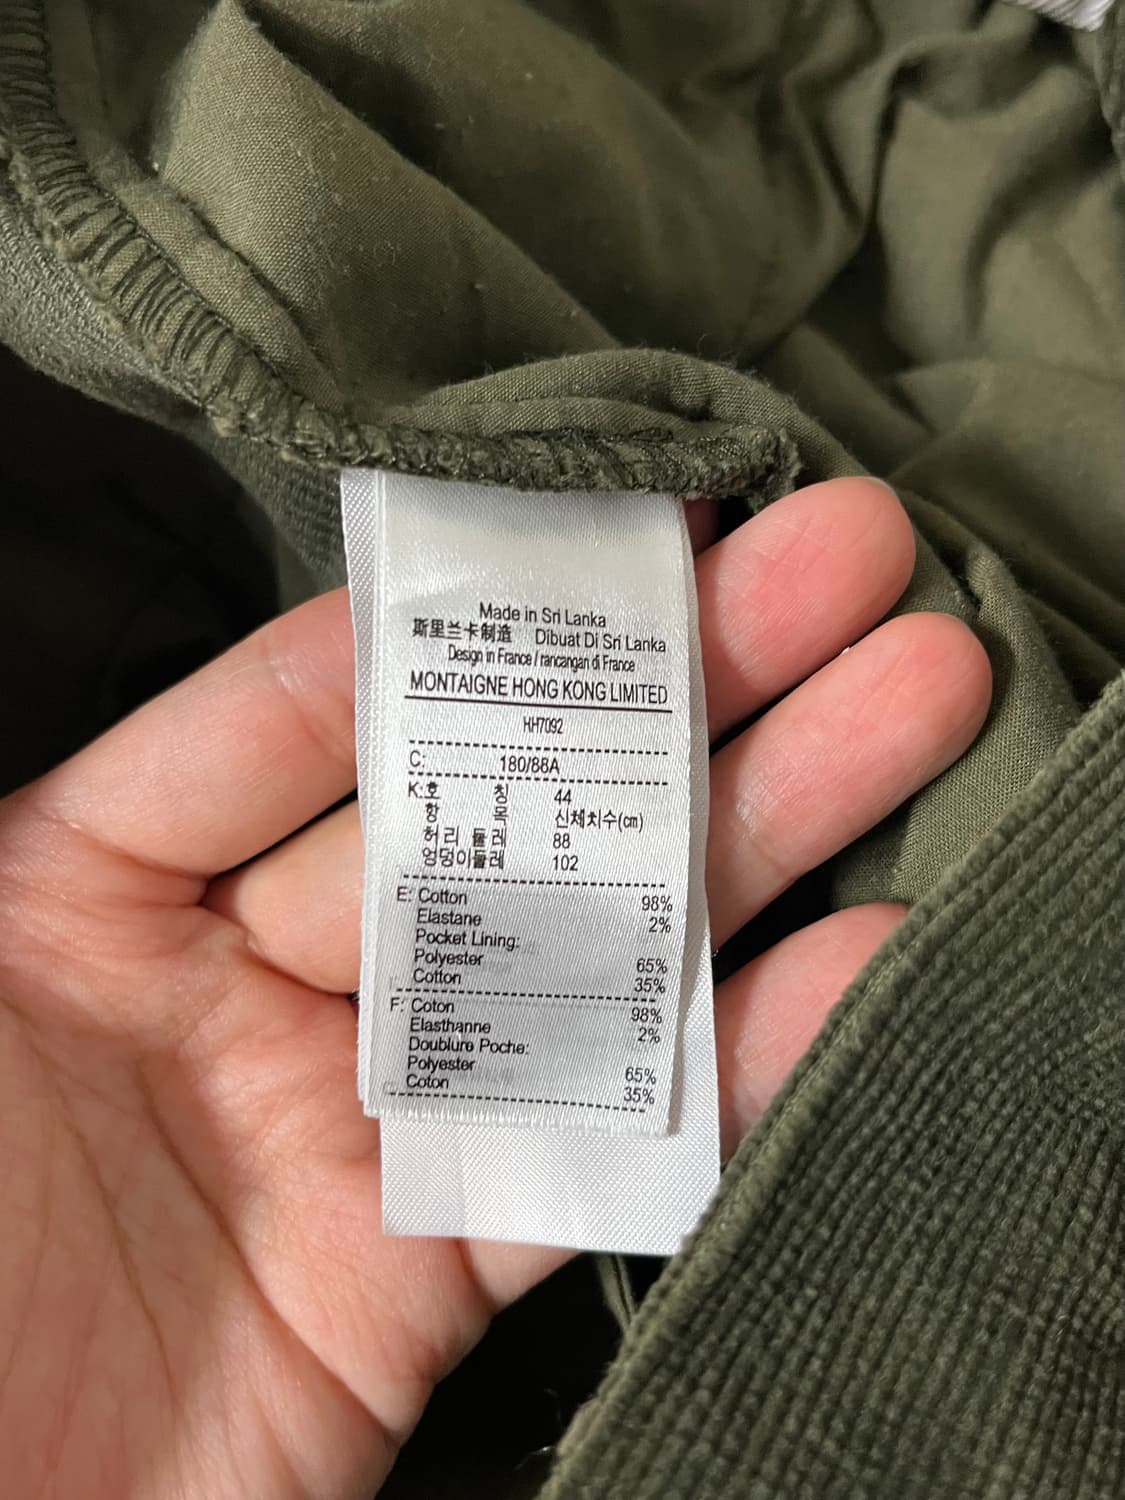 Made in Sri Lanka
斯里兰卡制造 Dibuat Di Sri Lanka
Design in France / rancangan di France
MONTAIGNE HONG KONG LIMITED
HH7092
C: 180/88A
K:호 칭 44
항 목 신체치수(㎝)
허리 둘레 88
엉덩이둘레 102
E: Cotton 98%
Elastane 2%
Pocket Lining:
Polyester 65%
Cotton 35%
F: Coton 98%
Elasthanne 2%
Doublure Poche:
Polyester 65%
Coton 35%